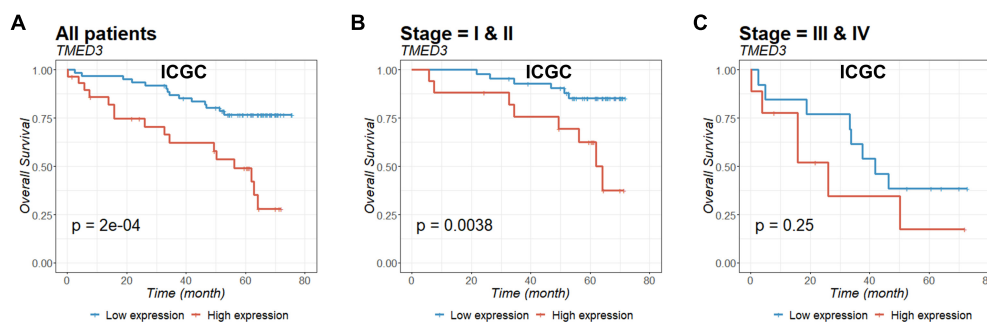 A
All patients
TMED3
ICGC
1.00
0.75
0.50
0.25
0.00
Overall Survival
p = 2e-04
0 20 40 60 80
Time (month)
Low expression High expression
B
Stage = I & II
TMED3
ICGC
1.00
0.75
0.50
0.25
0.00
Overall Survival
p = 0.0038
0 20 40 60 80
Time (month)
Low expression High expression
C
Stage = III & IV
TMED3
ICGC
1.00
0.75
0.50
0.25
0.00
Overall Survival
p = 0.25
0 20 40 60 80
Time (month)
Low expression High expression